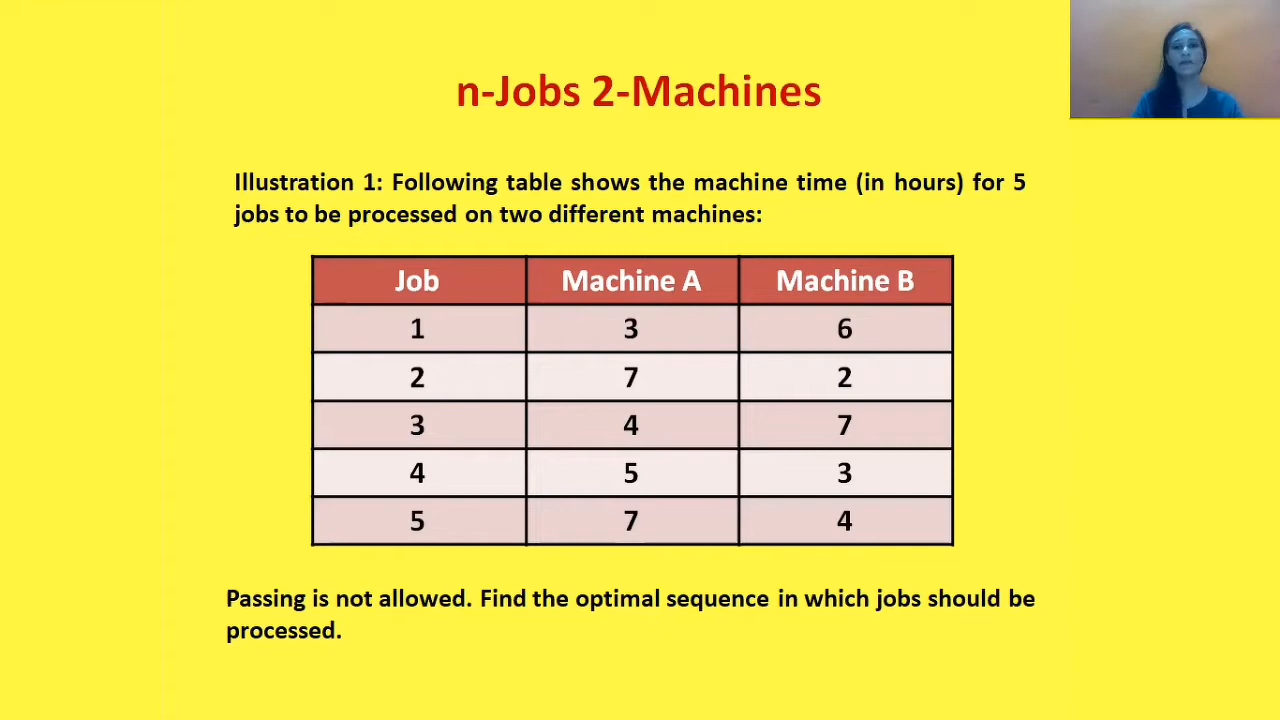 n-Jobs 2-Machines
Illustration 1: Following table shows the machine time (in hours) for 5
jobs to be processed on two different machines:
Job Machine A Machine B
1 3 6
2 7 2
3 4 7
4 5 3
5 7 4
Passing is not allowed. Find the optimal sequence in which jobs should be
processed.